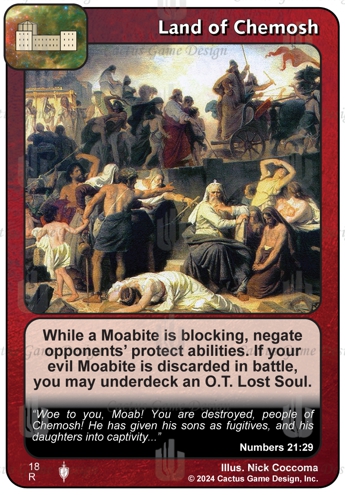 Land of Chemosh
While a Moabite is blocking, negate
opponents' protect abilities. If your
evil Moabite is discarded in battle,
you may underdeck an O.T. Lost Soul.
"Woe to you, Moab! You are destroyed, people of
Chemosh! He has given his sons as fugitives, and his
daughters into captivity..."
Numbers 21:29
18
R
Illus. Nick Coccoma
© 2024 Cactus Game Design, Inc.